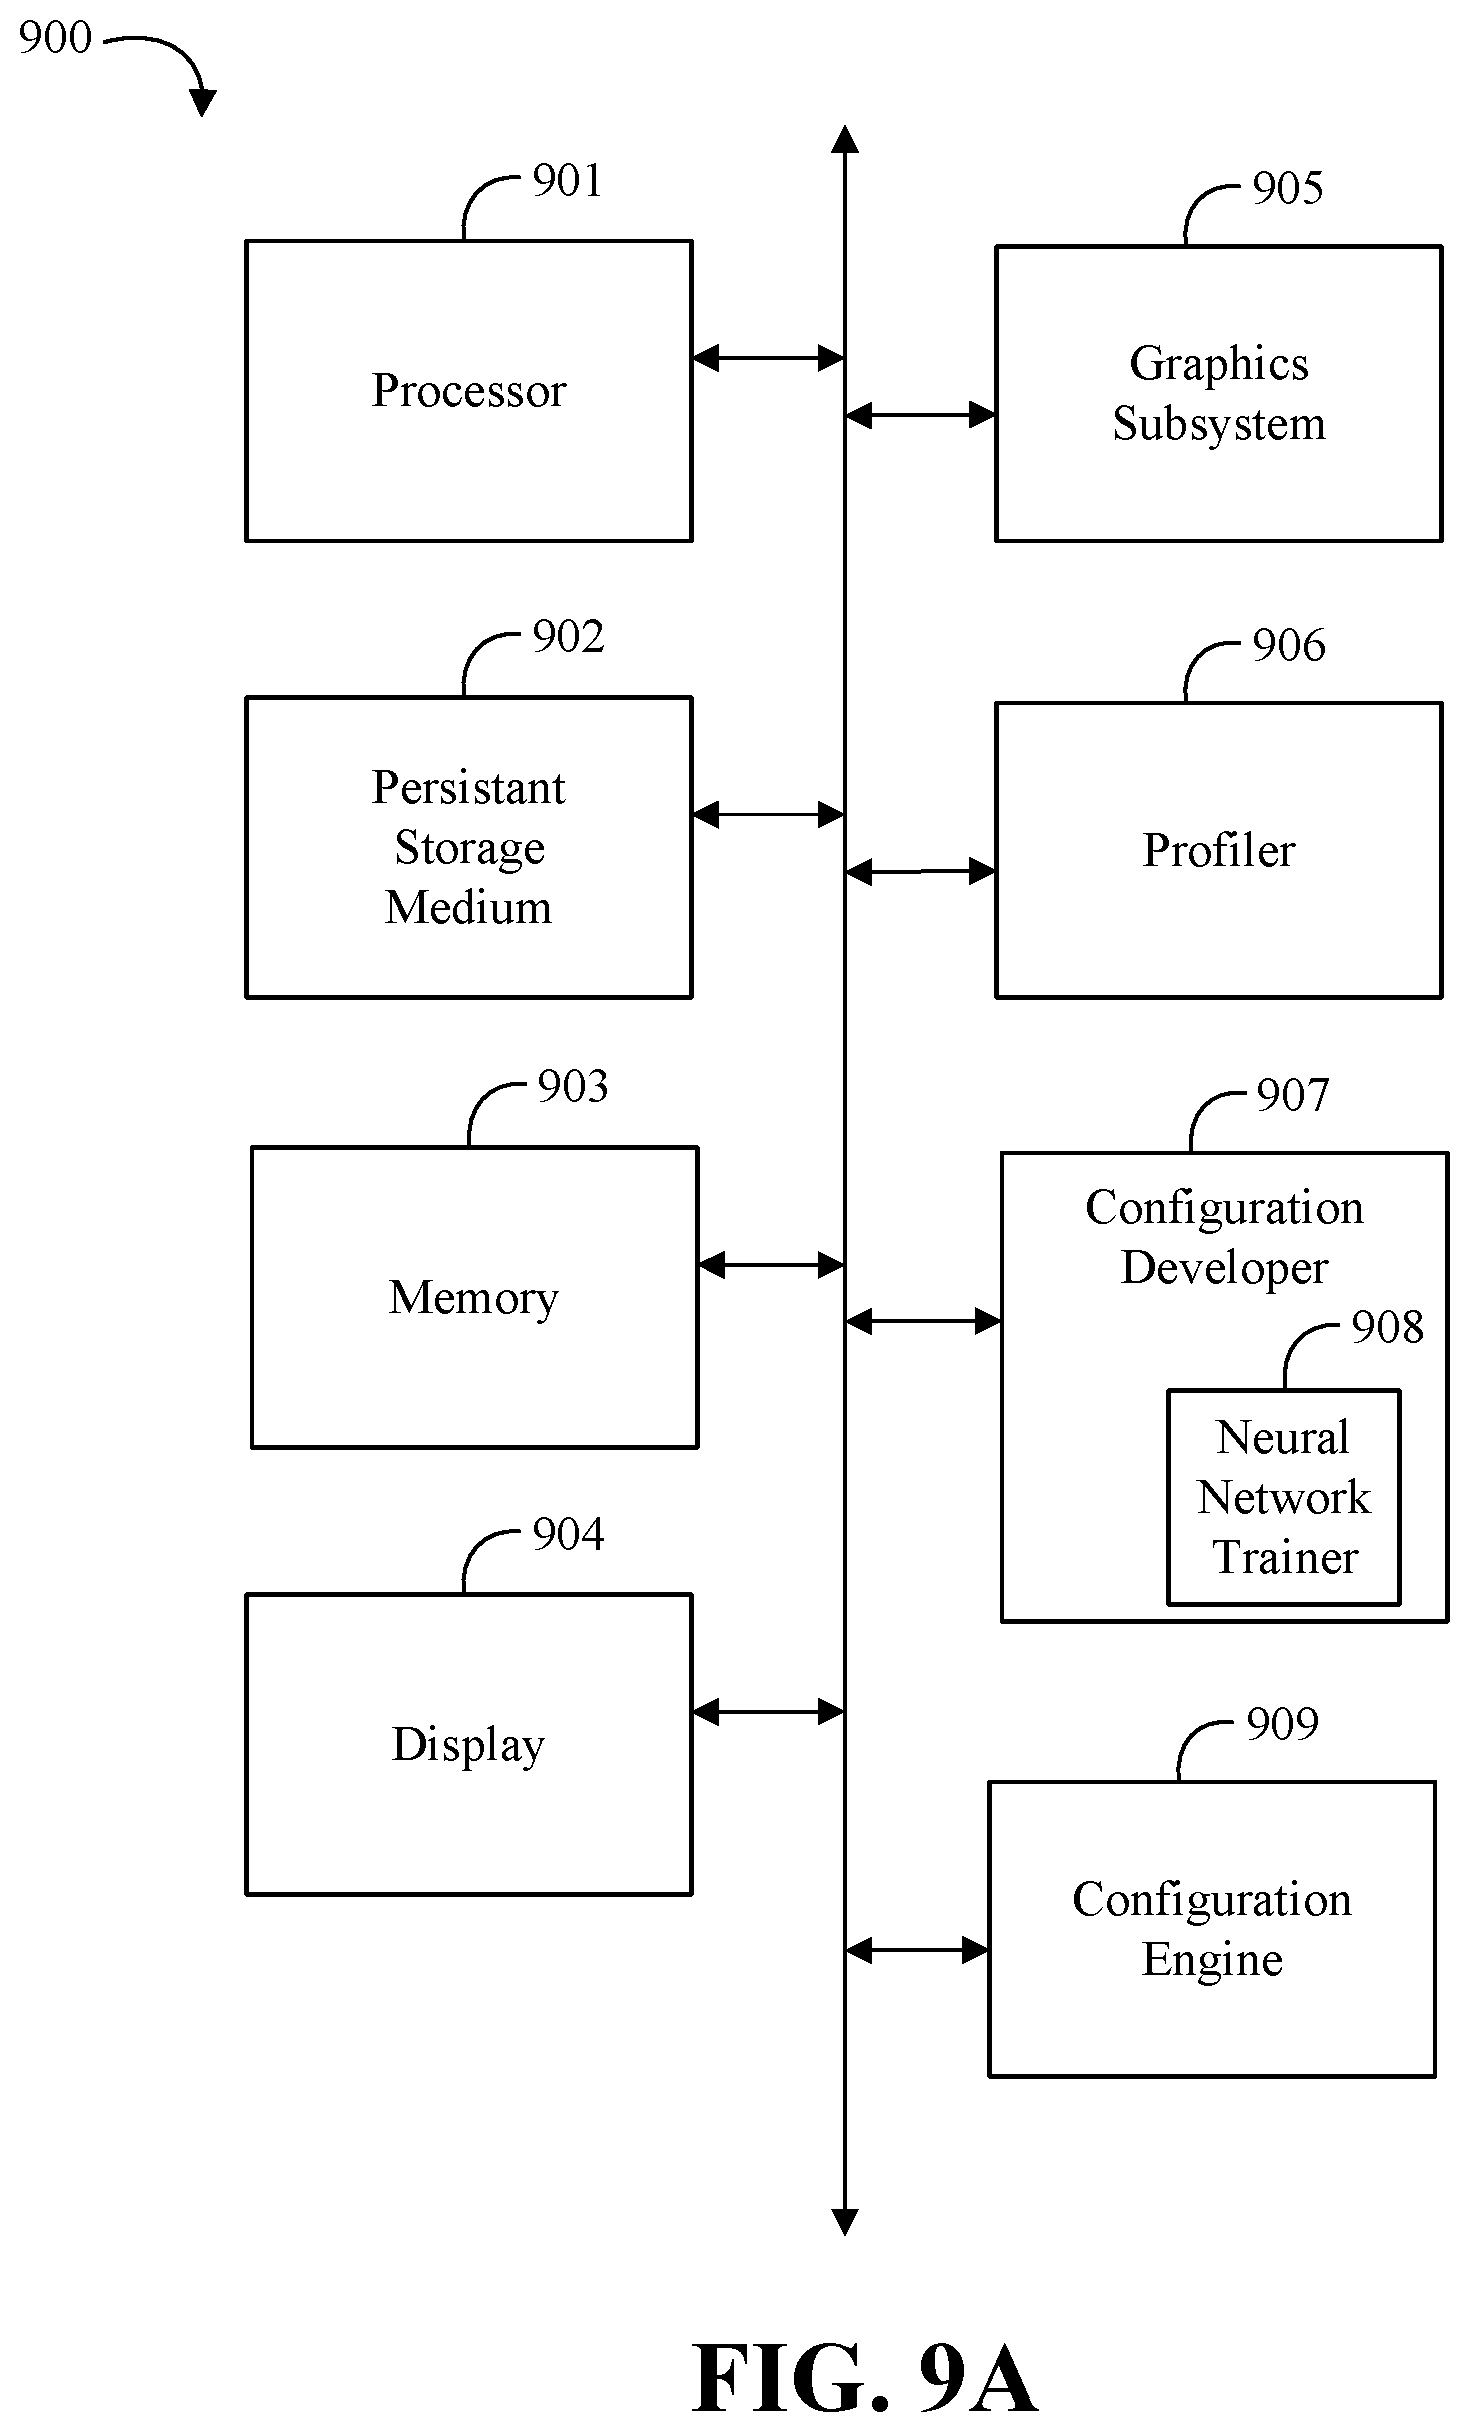 900
901
Processor
902
Persistant
Storage
Medium
903
Memory
904
Display
905
Graphics
Subsystem
906
Profiler
907
Configuration
Developer
908
Neural
Network
Trainer
909
Configuration
Engine
FIG. 9A